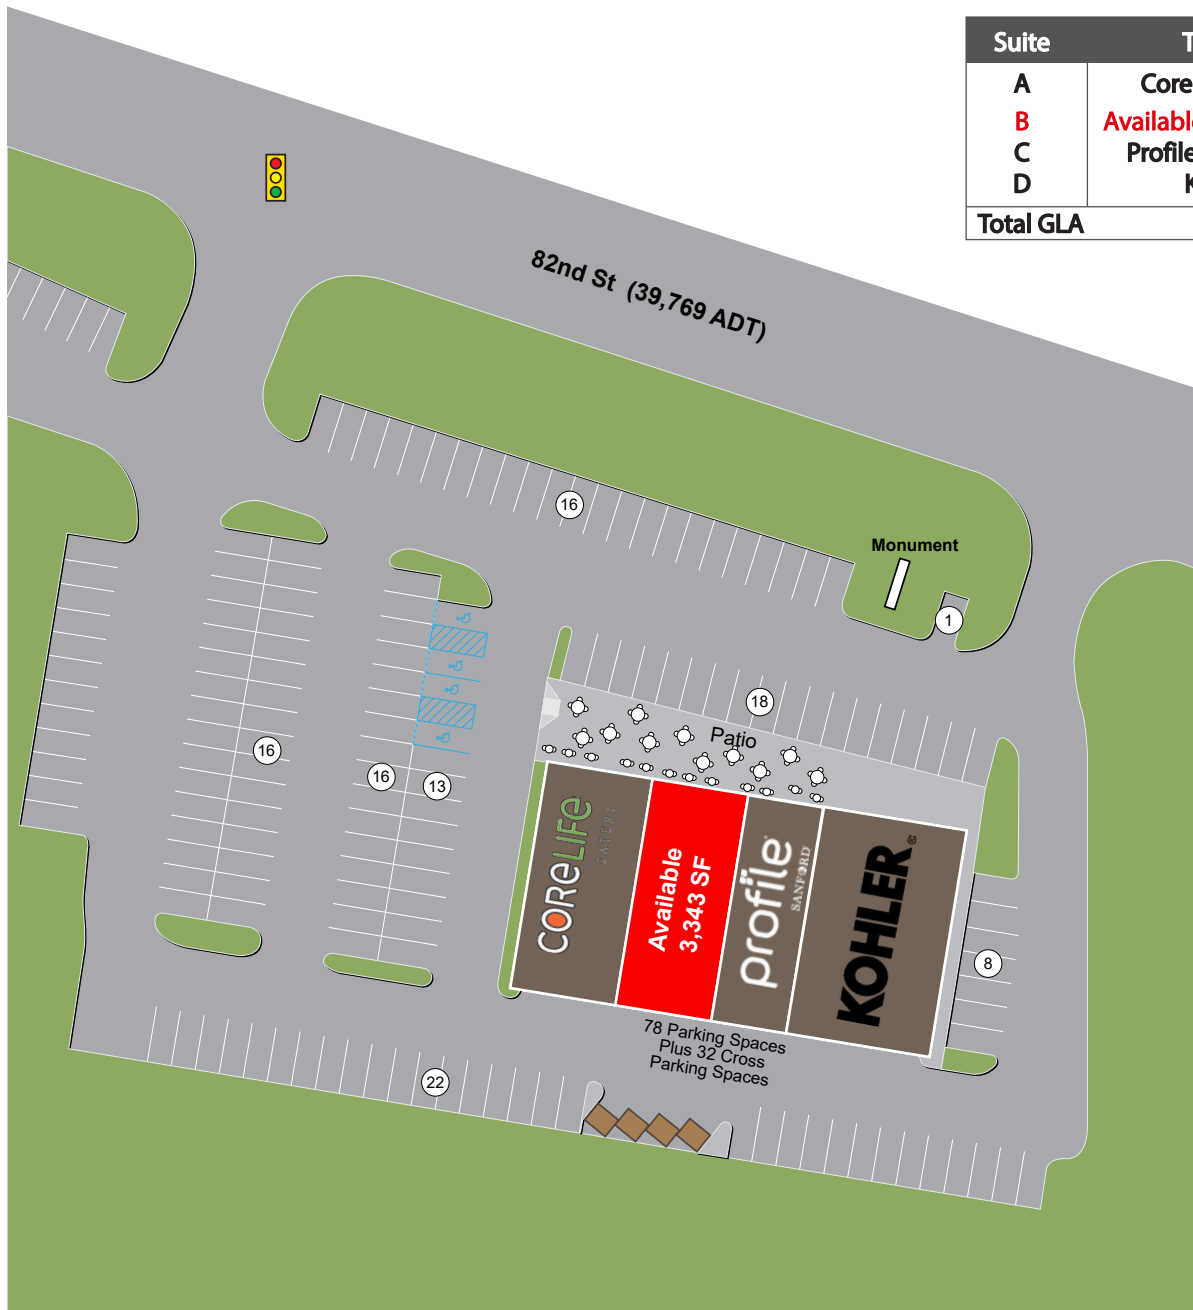 Suite
A
Core
B
Available
C
Profile
D
Total GLA
82nd St (39,769 ADT)
16
Monument
1
18
Patio
16
16
13
CORELIFE
EATERY
Available
3,343 SF
profile
SANFORD
KOHLER®
8
78 Parking Spaces
Plus 32 Cross
Parking Spaces
22